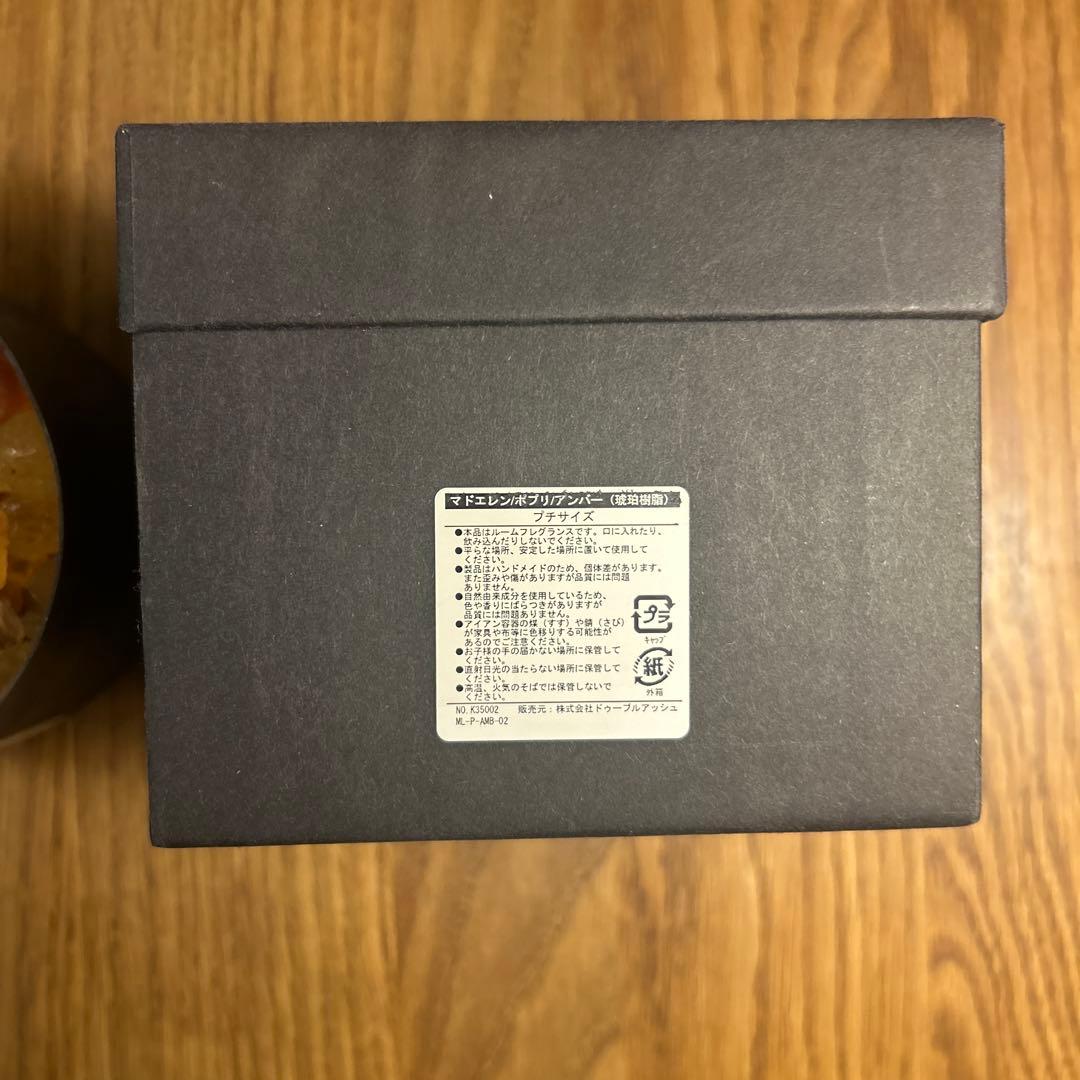 マドエレン/ポプリ/アンバー(琥珀樹脂)
プチサイズ
●本品はルームフレグランスです。口に入れたり、
飲み込んだりしないでください。
●平らな場所、安定した場所に置いて使用して
ください。
●製品はハンドメイドのため、個体差があります。
また歪みや傷がありますが品質には問題
ありません。
●自然由来成分を使用しているため、
色や香りにばらつきがありますが
品質には問題ありません。
●アイアン容器の煤(すす)や錆(さび)
が家具や布等に色移りする可能性が
あるのでご注意ください。
●お子様の手の届かない場所に保管して
ください。
●直射日光の当たらない場所に保管して
ください。
●高温、火気のそばでは保管しないで
ください。
プラ
キャップ
紙
外箱
NO.K35002 販売元:株式会社ドゥーブルアッシュ
ML-P-AMB-02